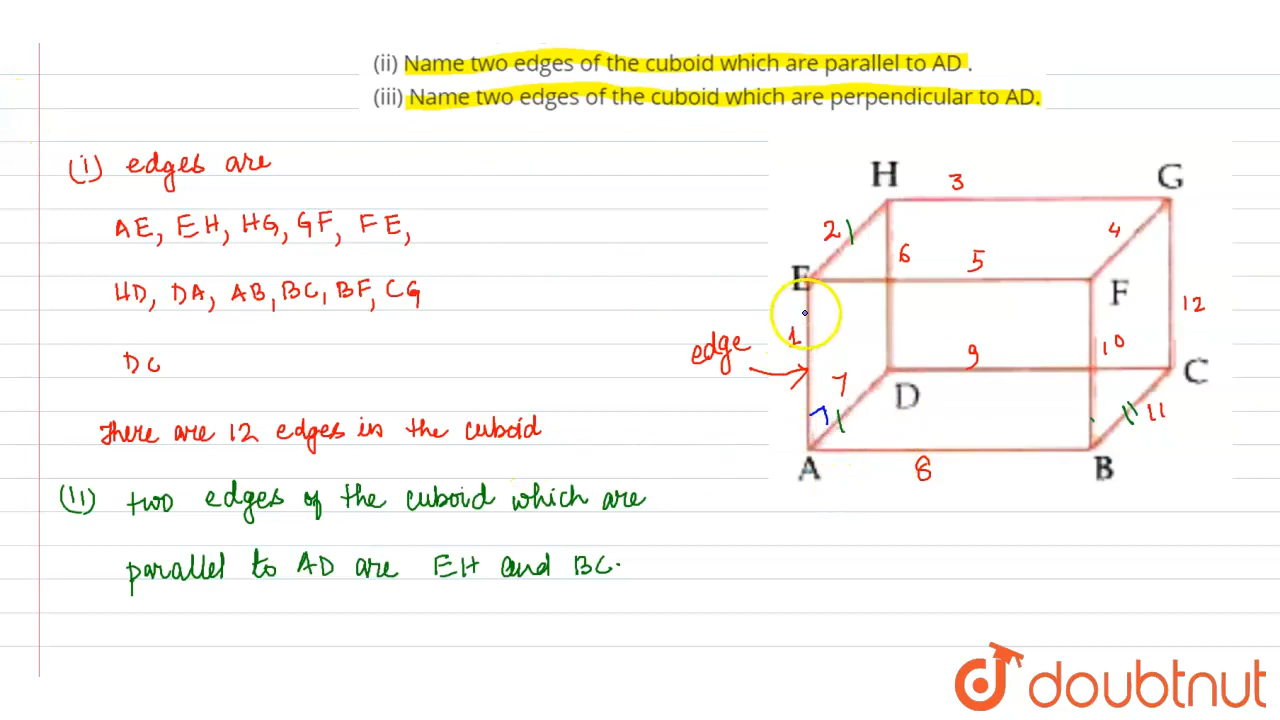 (ii) Name two edges of the cuboid which are parallel to AD .
(iii) Name two edges of the cuboid which are perpendicular to AD.
(i) edges are
AE, EH, HG, GF, FE,
HD, DA, AB, BC, BF, CG
DC
There are 12 edges in the cuboid
(ii) two edges of the cuboid which are
parallel to AD are EH and BC.
H 3 G
2 4
6 5
E F
12
1 10
edge
9 C
7 D
11
A 8 B
doubtnut